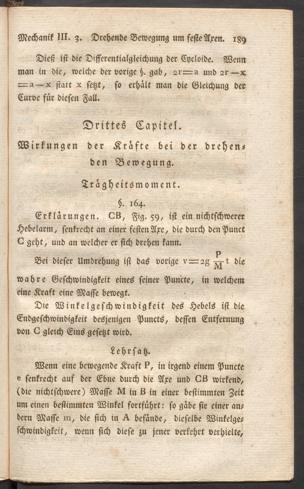 Mechanik III. 3. Drehende Bewegung um feste Axen. 189
Dieß ist die Differentialgleichung der Cycloide. Wenn
man in die, welche der vorige §. gab, 2r=a und 2r—x
=a—x statt x setzt, so erhält man die Gleichung der
Curve für diesen Fall.
Drittes Capitel.
Wirkungen der Kräfte bei der drehen-
den Bewegung.
Trägheitsmoment.
§. 164.
Erklärungen. CB, Fig. 59, ist ein nichtschwerer
Hebelarm, senkrecht an einer festen Axe, die durch den Punct
C geht, und an welcher er sich drehen kann.
Bei dieser Umdrehung ist das vorige v=2g P/M t die
wahre Geschwindigkeit eines seiner Puncte, in welchem
eine Kraft eine Masse bewegt.
Die Winkelgeschwindigkeit des Hebels ist die
Endgeschwindigkeit desjenigen Puncts, dessen Entfernung
von C gleich Eins gesetzt wird.
Lehrsatz.
Wenn eine bewegende Kraft P, in irgend einem Puncte
e senkrecht auf der Ebne durch die Axe und CB wirkend,
(die nichtschwere) Masse M in B in einer bestimmten Zeit
um einen bestimmten Winkel fortführt: so gäbe sie einer an-
dern Masse m, die sich in A befände, dieselbe Winkelge-
schwindigkeit, wenn sich diese zu jener verkehrt verhielte,